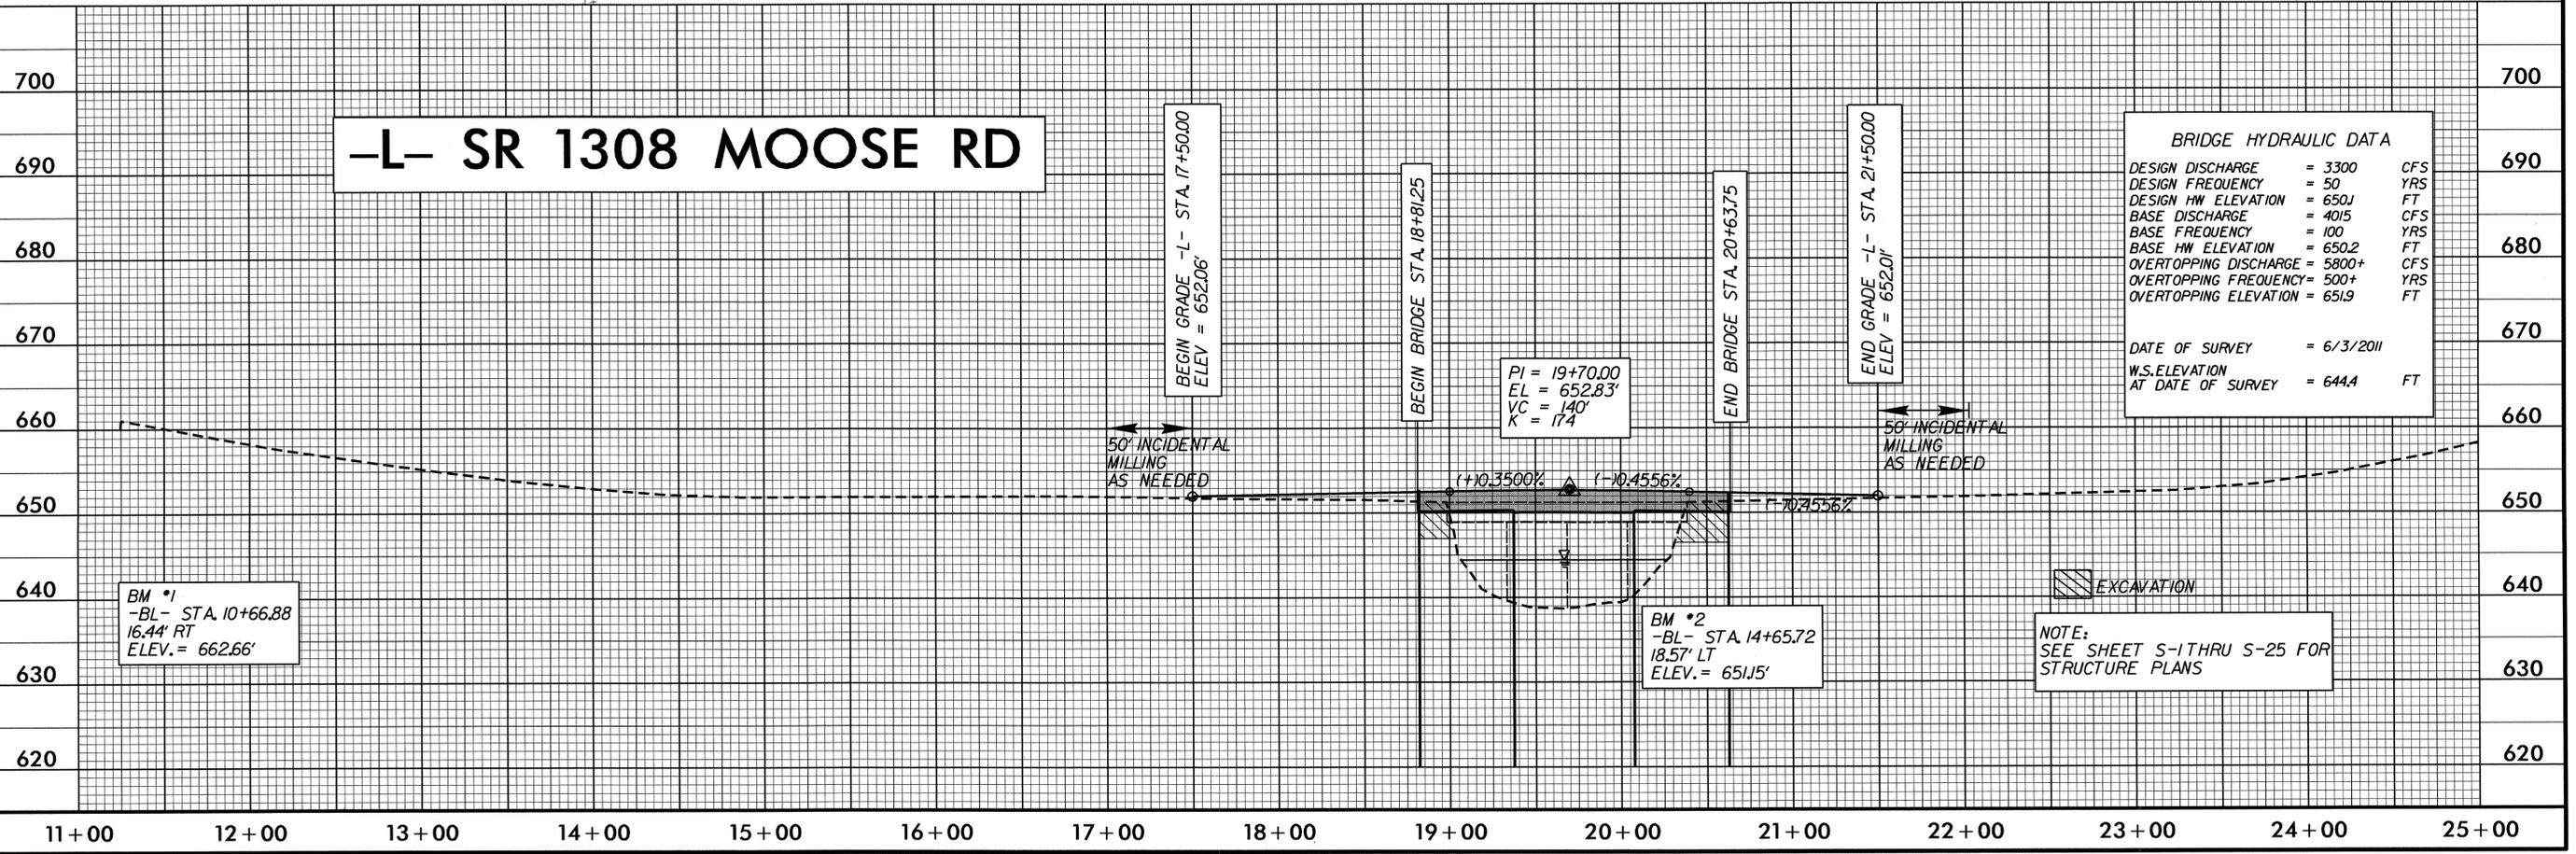 700
690
680
670
660
650
640
630
620
–L– SR 1308 MOOSE RD
BEGIN GRADE -L- STA. 17+50.00
ELEV = 652.06'
BEGIN BRIDGE STA. 18+81.25
END BRIDGE STA. 20+63.75
END GRADE -L- STA. 21+50.00
ELEV = 652.01'
PI = 19+70.00
EL = 652.83'
VC = 140'
K = 174
50' INCIDENTAL
MILLING
AS NEEDED
(+)0.3500%
(-)0.4556%
(-)0.4556%
50' INCIDENTAL
MILLING
AS NEEDED
BRIDGE HYDRAULIC DATA
DESIGN DISCHARGE = 3300 CFS
DESIGN FREQUENCY = 50 YRS
DESIGN HW ELEVATION = 650.1 FT
BASE DISCHARGE = 4015 CFS
BASE FREQUENCY = 100 YRS
BASE HW ELEVATION = 650.2 FT
OVERTOPPING DISCHARGE = 5800+ CFS
OVERTOPPING FREQUENCY= 500+ YRS
OVERTOPPING ELEVATION = 651.9 FT
DATE OF SURVEY = 6/3/2011
W.S.ELEVATION
AT DATE OF SURVEY = 644.4 FT
BM #1
-BL- STA. 10+66.88
16.44' RT
ELEV.= 662.66'
BM #2
-BL- STA. 14+65.72
18.57' LT
ELEV.= 651.15'
EXCAVATION
NOTE:
SEE SHEET S-1 THRU S-25 FOR
STRUCTURE PLANS
700
690
680
670
660
650
640
630
620
11+00 12+00 13+00 14+00 15+00 16+00 17+00 18+00 19+00 20+00 21+00 22+00 23+00 24+00 25+00